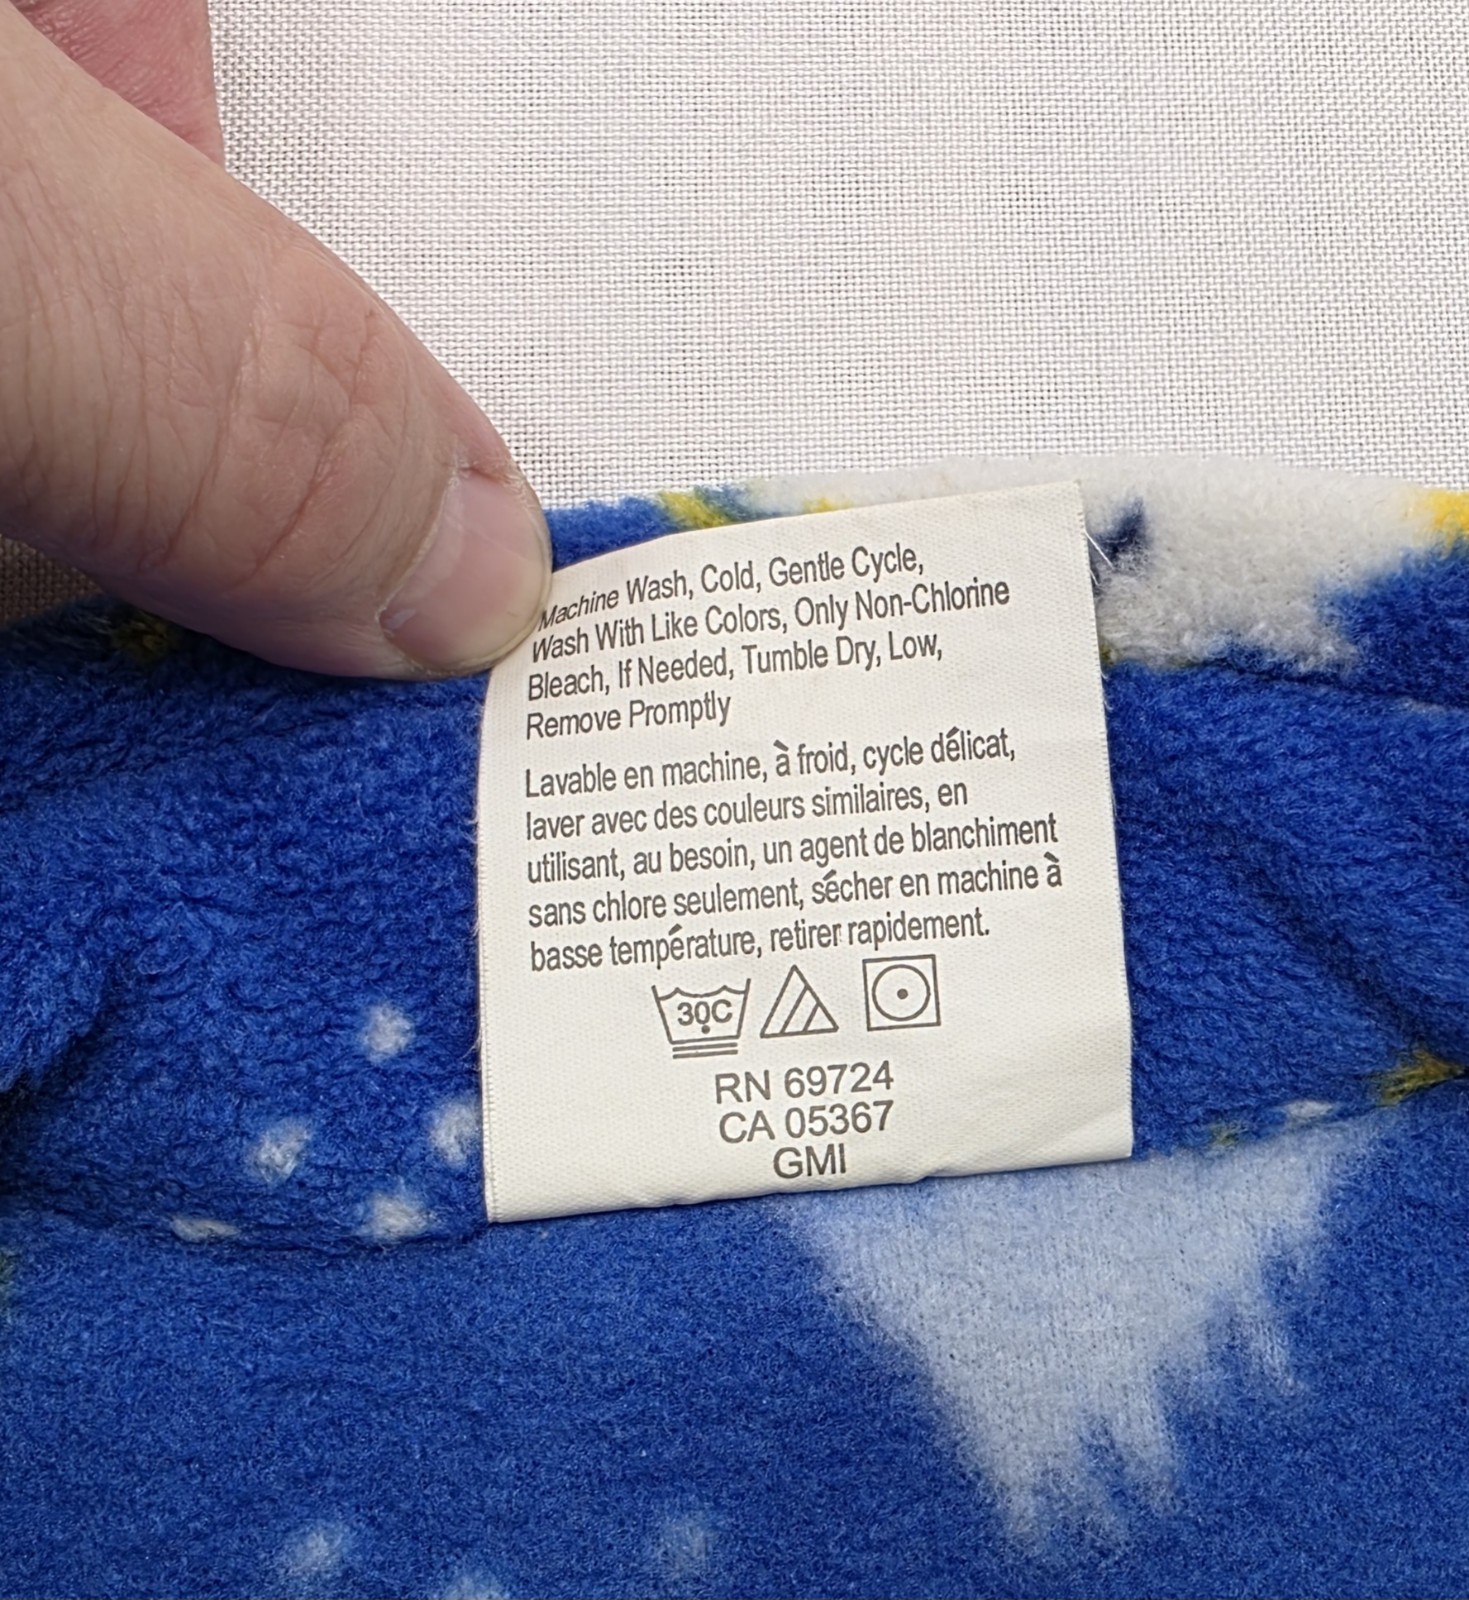 Machine Wash, Cold, Gentle Cycle,
Wash With Like Colors, Only Non-Chlorine
Bleach, If Needed, Tumble Dry, Low,
Remove Promptly
Lavable en machine, à froid, cycle délicat,
laver avec des couleurs similaires, en
utilisant, au besoin, un agent de blanchiment
sans chlore seulement, sécher en machine à
basse température, retirer rapidement.
30C
RN 69724
CA 05367
GMI